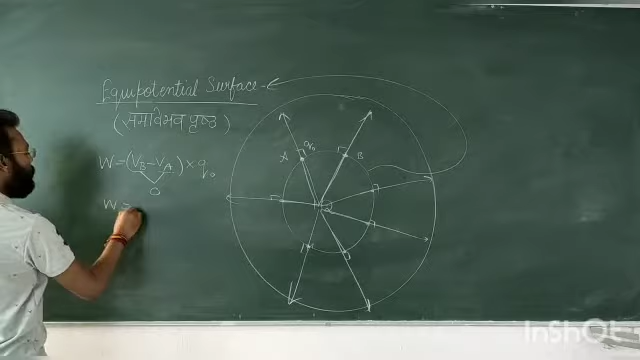 Equipotential Surface-
(समविभव पृष्ठ)
W=(V_B-V_A)×q₀
0
W=
A
q₀
B
InShOt